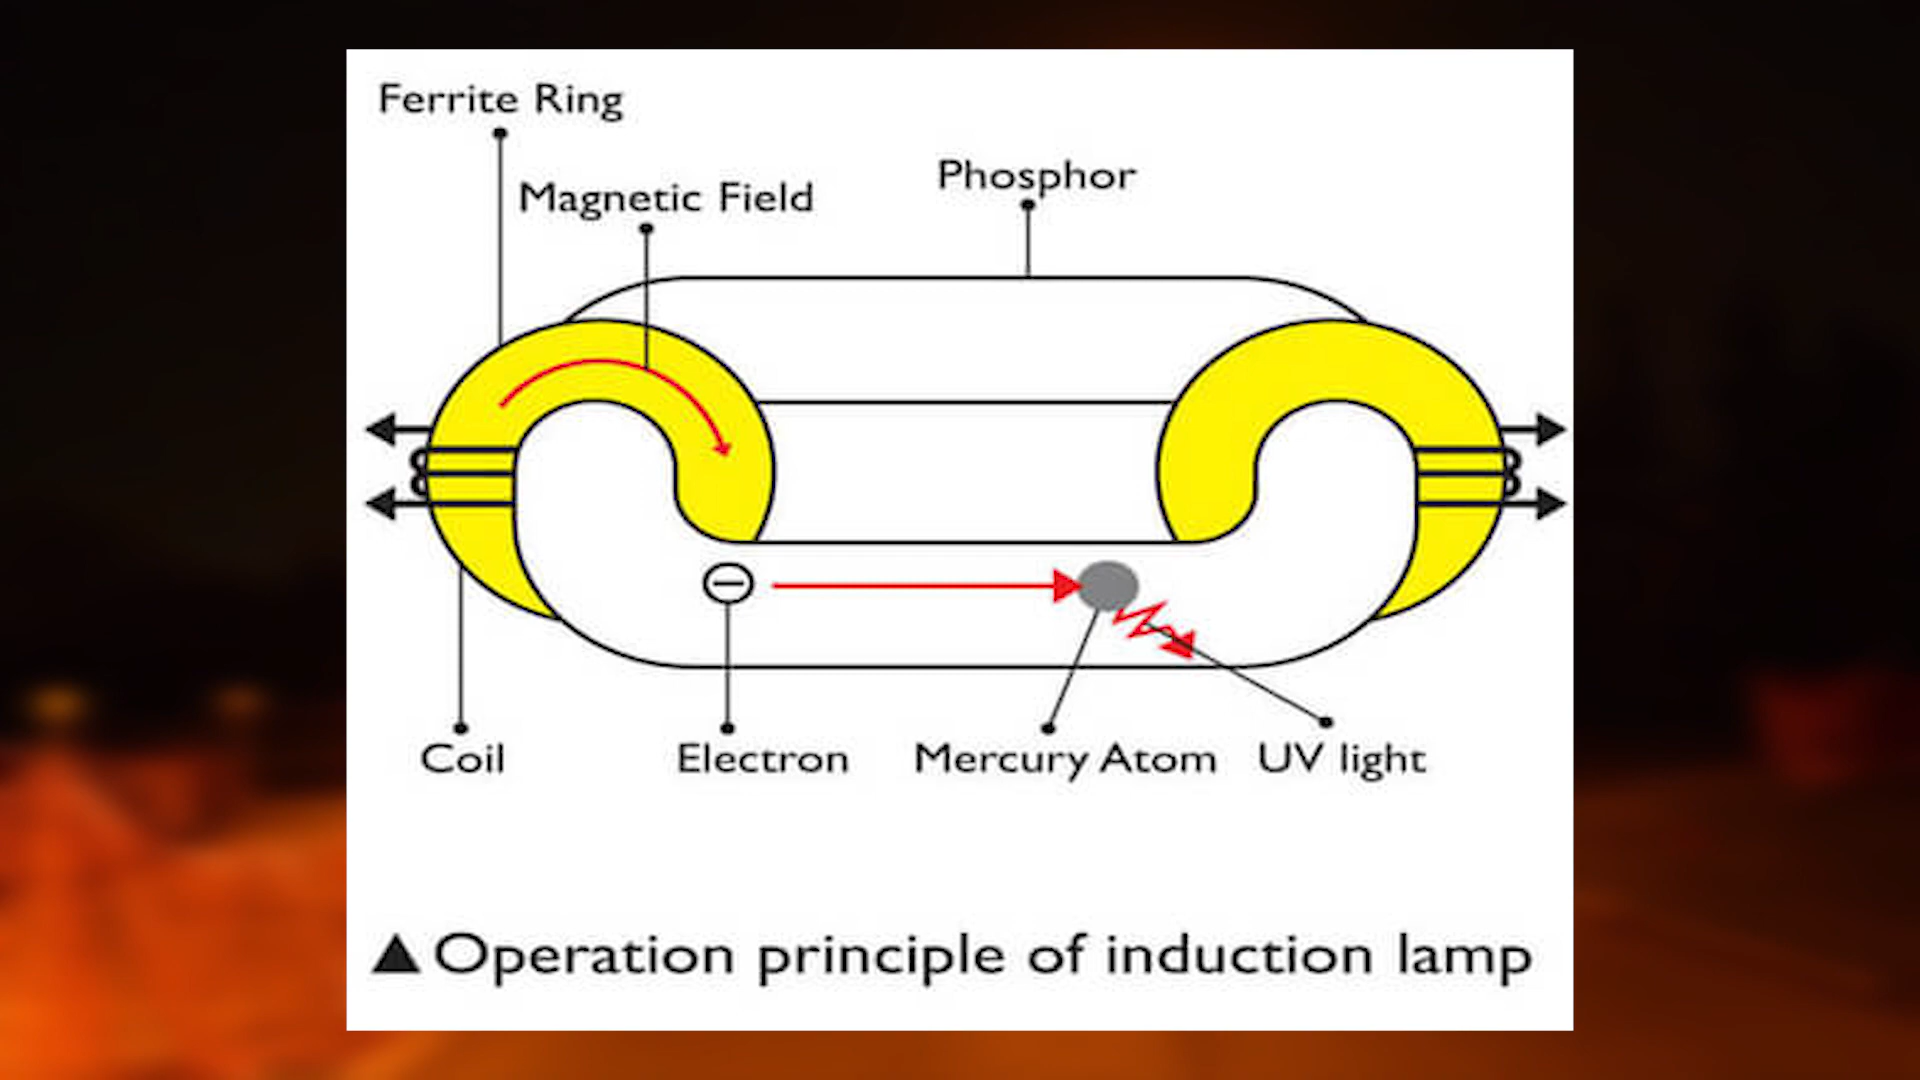 Ferrite Ring
Magnetic Field
Phosphor
Coil
Electron
Mercury Atom
UV light
▲Operation principle of induction lamp